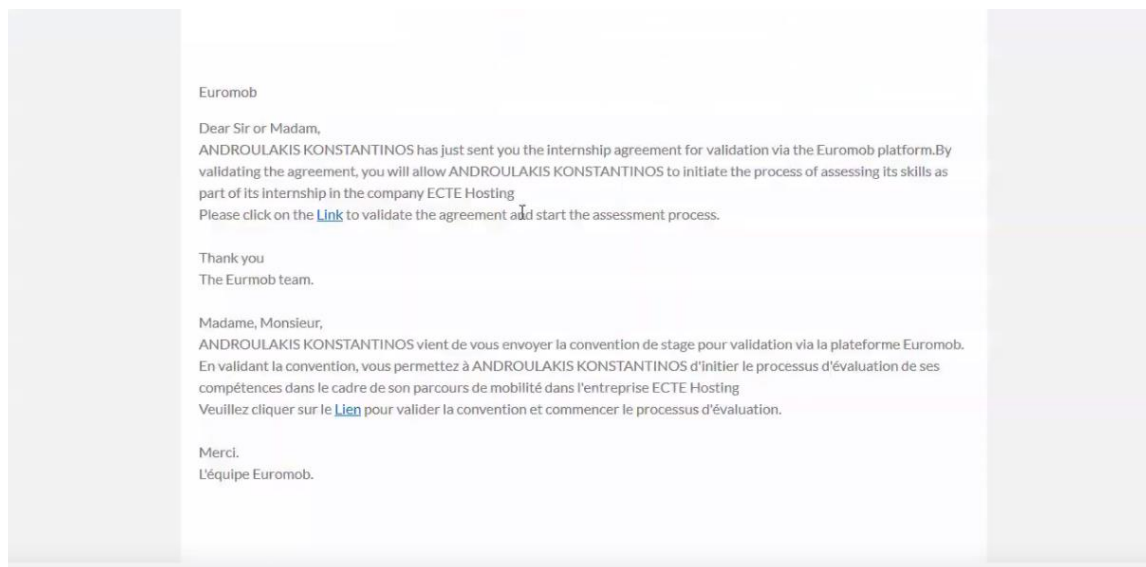 Euromob
Dear Sir or Madam,
ANDROULAKIS KONSTANTINOS has just sent you the internship agreement for validation via the Euromob platform.By
validating the agreement, you will allow ANDROULAKIS KONSTANTINOS to initiate the process of assessing its skills as
part of its internship in the company ECTE Hosting
Please click on the Link to validate the agreement and start the assessment process.
Thank you
The Eurmob team.
Madame, Monsieur,
ANDROULAKIS KONSTANTINOS vient de vous envoyer la convention de stage pour validation via la plateforme Euromob.
En validant la convention, vous permettez à ANDROULAKIS KONSTANTINOS d'initier le processus d'évaluation de ses
compétences dans le cadre de son parcours de mobilité dans l'entreprise ECTE Hosting
Veuillez cliquer sur le Lien pour valider la convention et commencer le processus d'évaluation.
Merci.
L'équipe Euromob.